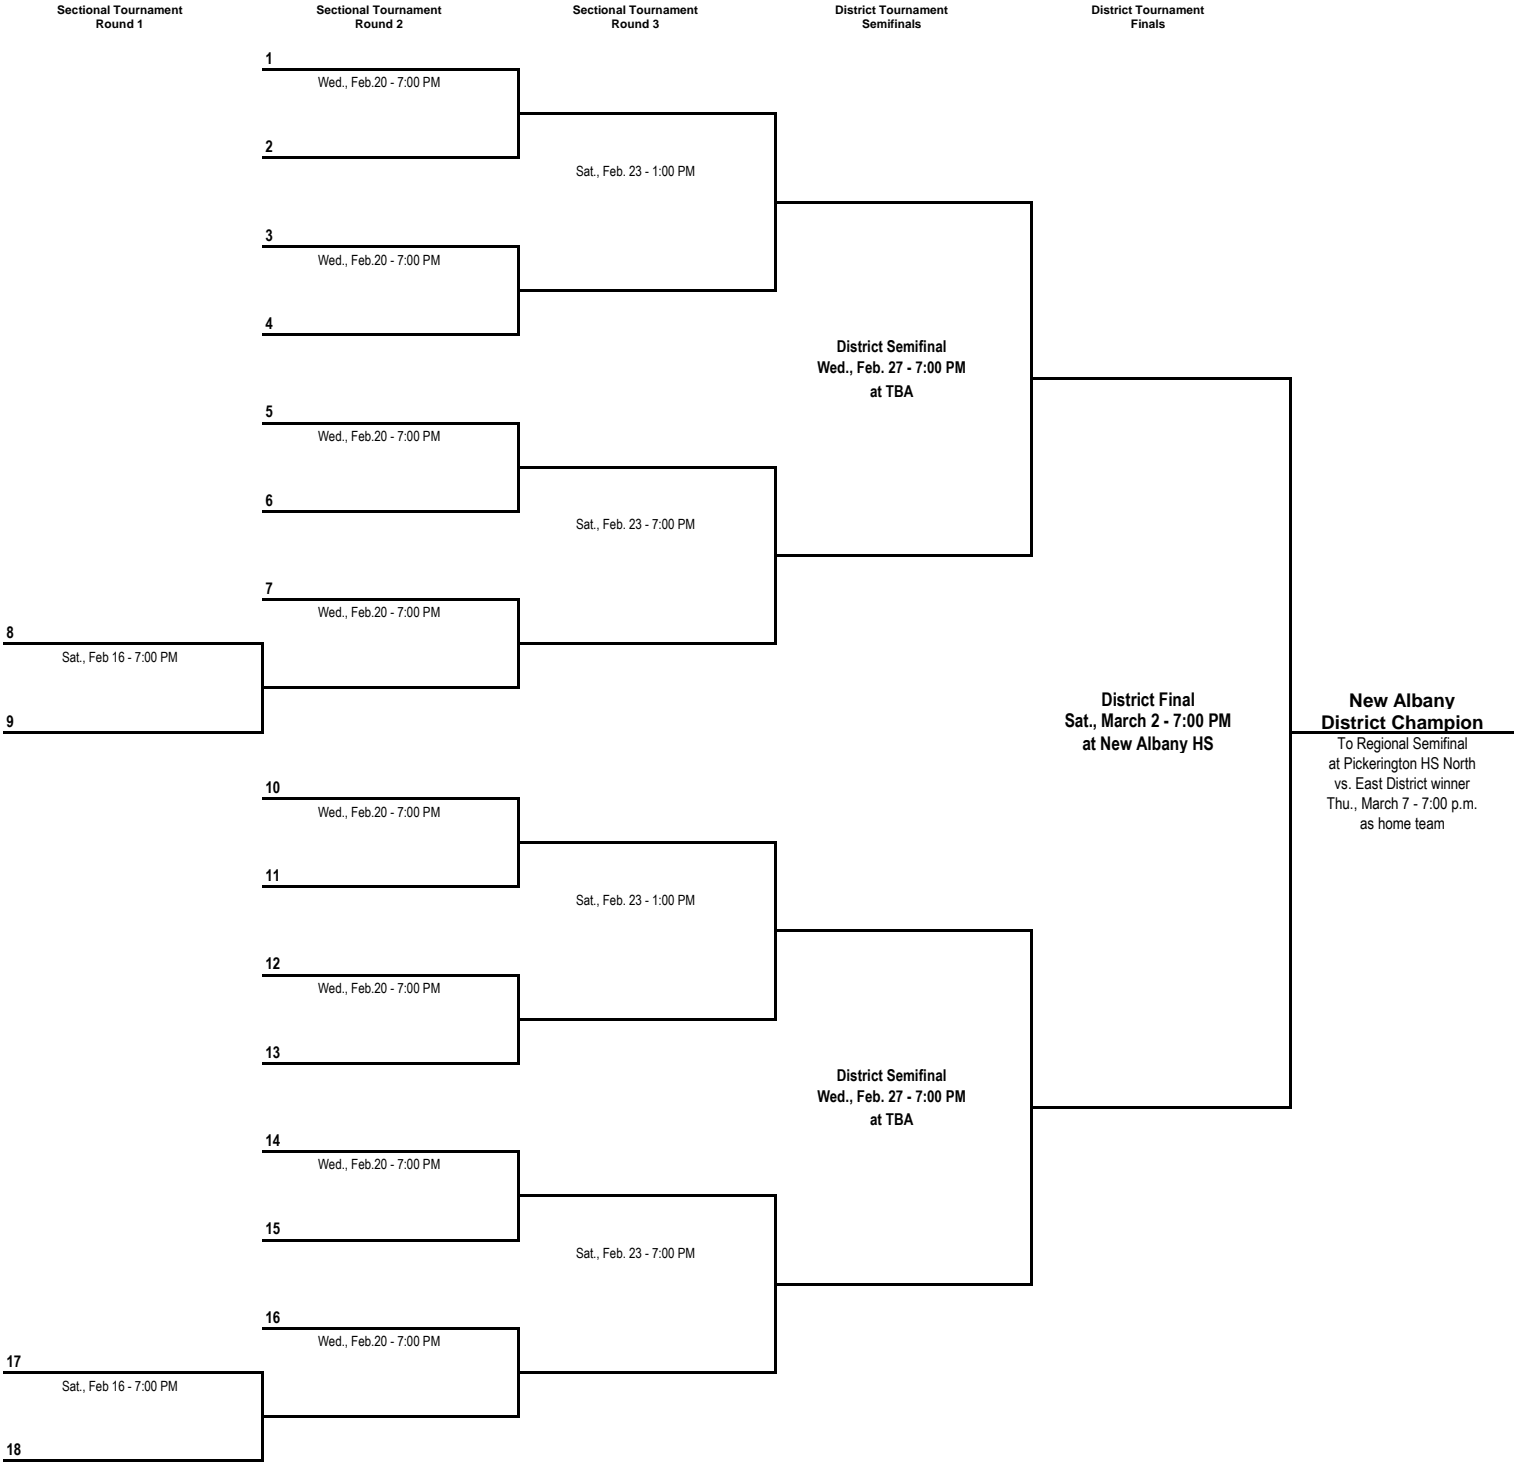 Sectional Tournament
Round 1
Sectional Tournament
Round 2
Sectional Tournament
Round 3
District Tournament
Semifinals
District Tournament
Finals
1
Wed., Feb.20 - 7:00 PM
2
Sat., Feb. 23 - 1:00 PM
3
Wed., Feb.20 - 7:00 PM
4
District Semifinal
Wed., Feb. 27 - 7:00 PM
at TBA
5
Wed., Feb.20 - 7:00 PM
6
Sat., Feb. 23 - 7:00 PM
7
Wed., Feb.20 - 7:00 PM
8
Sat., Feb 16 - 7:00 PM
9
District Final
Sat., March 2 - 7:00 PM
at New Albany HS
New Albany
District Champion
To Regional Semifinal
at Pickerington HS North
vs. East District winner
Thu., March 7 - 7:00 p.m.
as home team
10
Wed., Feb.20 - 7:00 PM
11
Sat., Feb. 23 - 1:00 PM
12
Wed., Feb.20 - 7:00 PM
13
District Semifinal
Wed., Feb. 27 - 7:00 PM
at TBA
14
Wed., Feb.20 - 7:00 PM
15
Sat., Feb. 23 - 7:00 PM
16
Wed., Feb.20 - 7:00 PM
17
Sat., Feb 16 - 7:00 PM
18